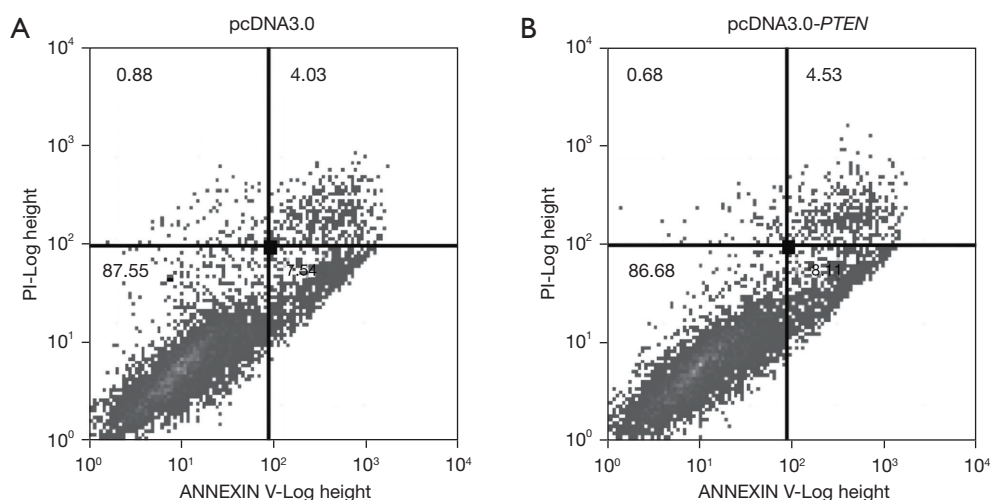 A
pcDNA3.0
10⁴
10³
10²
10¹
10⁰
PI-Log height
0.88
4.03
87.55
7.54
10⁰ 10¹ 10² 10³ 10⁴
ANNEXIN V-Log height
B
pcDNA3.0-PTEN
10⁴
10³
10²
10¹
10⁰
PI-Log height
0.68
4.53
86.68
8.11
10⁰ 10¹ 10² 10³ 10⁴
ANNEXIN V-Log height